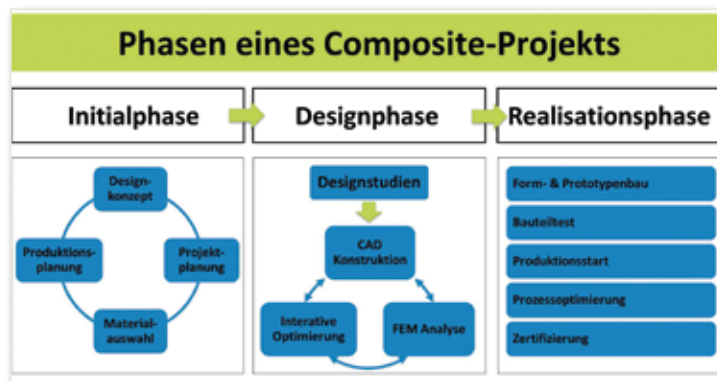 Phasen eines Composite-Projekts
Initialphase
Designphase
Realisationsphase
Design-
konzept
Produktions-
planung
Projekt-
planung
Material-
auswahl
Designstudien
CAD
Konstruktion
Interative
Optimierung
FEM Analyse
Form- & Prototypenbau
Bauteiltest
Produktionsstart
Prozessoptimierung
Zertifizierung